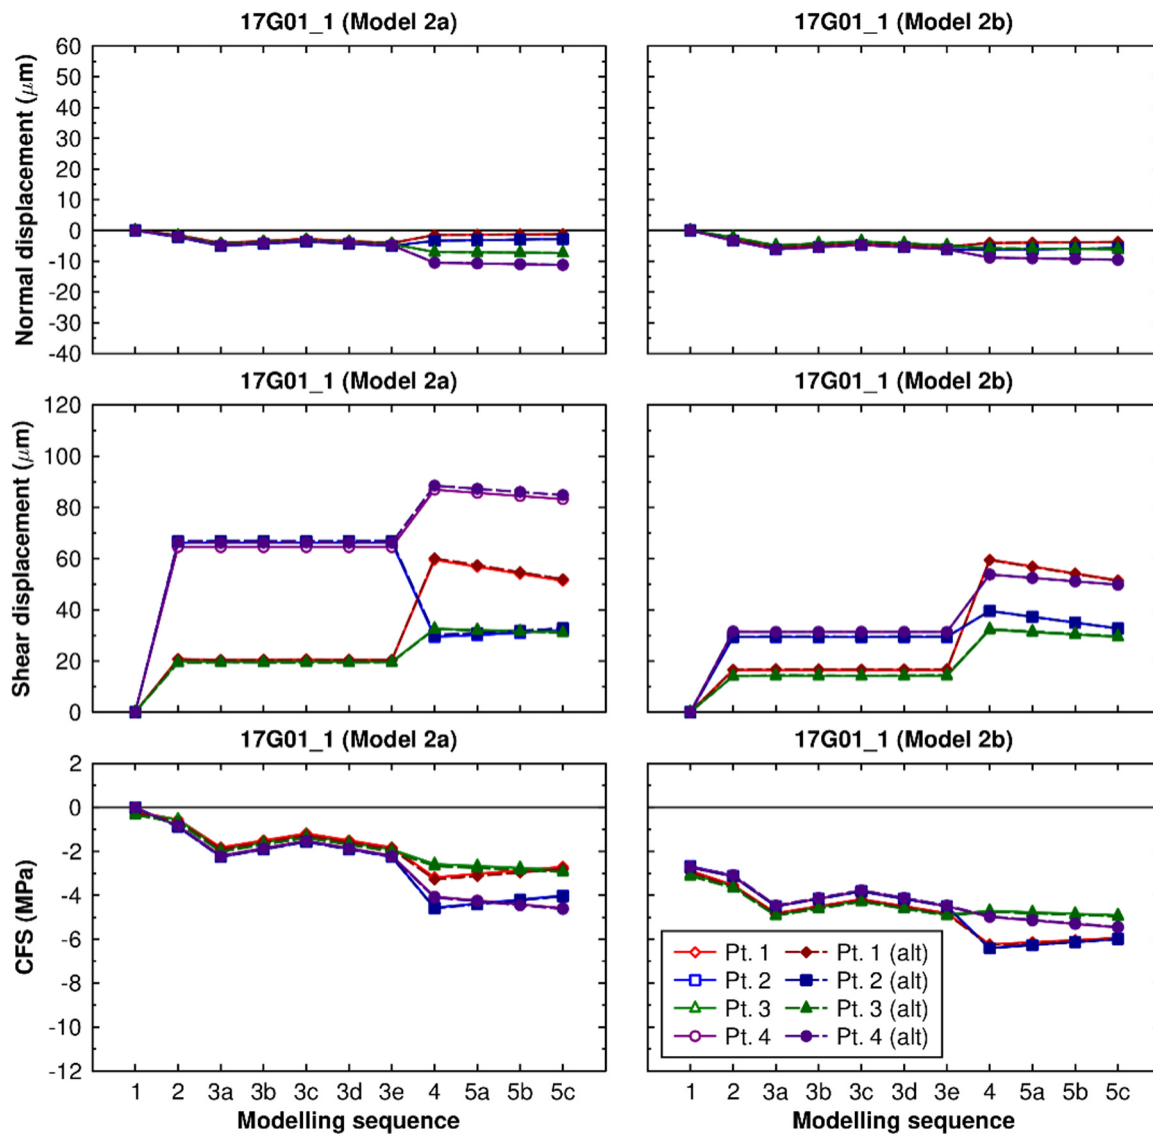 17G01_1 (Model 2a)
17G01_1 (Model 2b)
Normal displacement (μm)
60
50
40
30
20
10
0
-10
-20
-30
-40
17G01_1 (Model 2a)
17G01_1 (Model 2b)
Shear displacement (μm)
120
100
80
60
40
20
0
17G01_1 (Model 2a)
17G01_1 (Model 2b)
CFS (MPa)
2
0
-2
-4
-6
-8
-10
-12
Pt. 1 Pt. 1 (alt)
Pt. 2 Pt. 2 (alt)
Pt. 3 Pt. 3 (alt)
Pt. 4 Pt. 4 (alt)
1 2 3a 3b 3c 3d 3e 4 5a 5b 5c
1 2 3a 3b 3c 3d 3e 4 5a 5b 5c
Modelling sequence
Modelling sequence